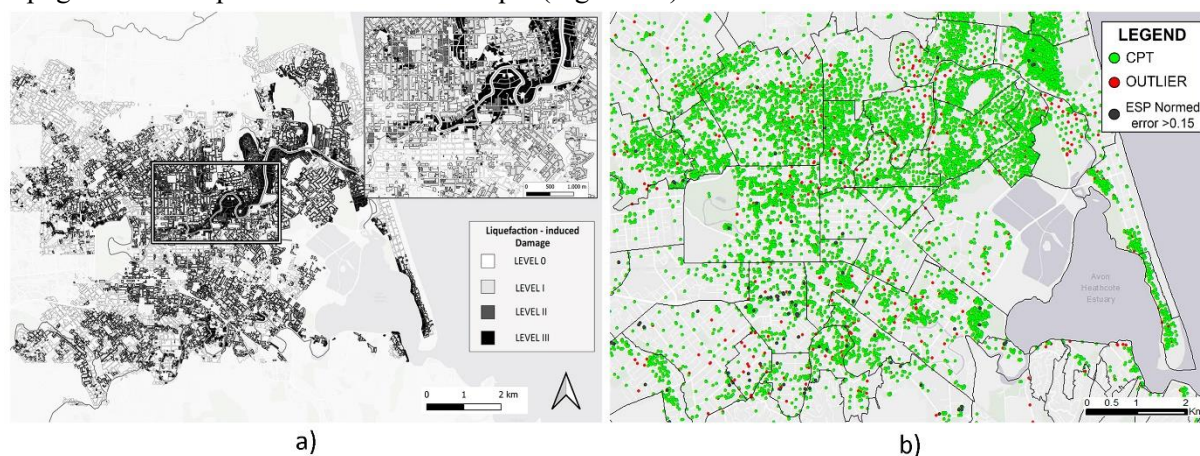 LEGEND
CPT
OUTLIER
ESP Normed
error >0.15
0 500 1.000 m
Liquefaction - induced
Damage
LEVEL 0
LEVEL I
LEVEL II
LEVEL III
Avon
Heathcote
Estuary
0 1 2 km
0 0.5 1 2
Km
a)
b)